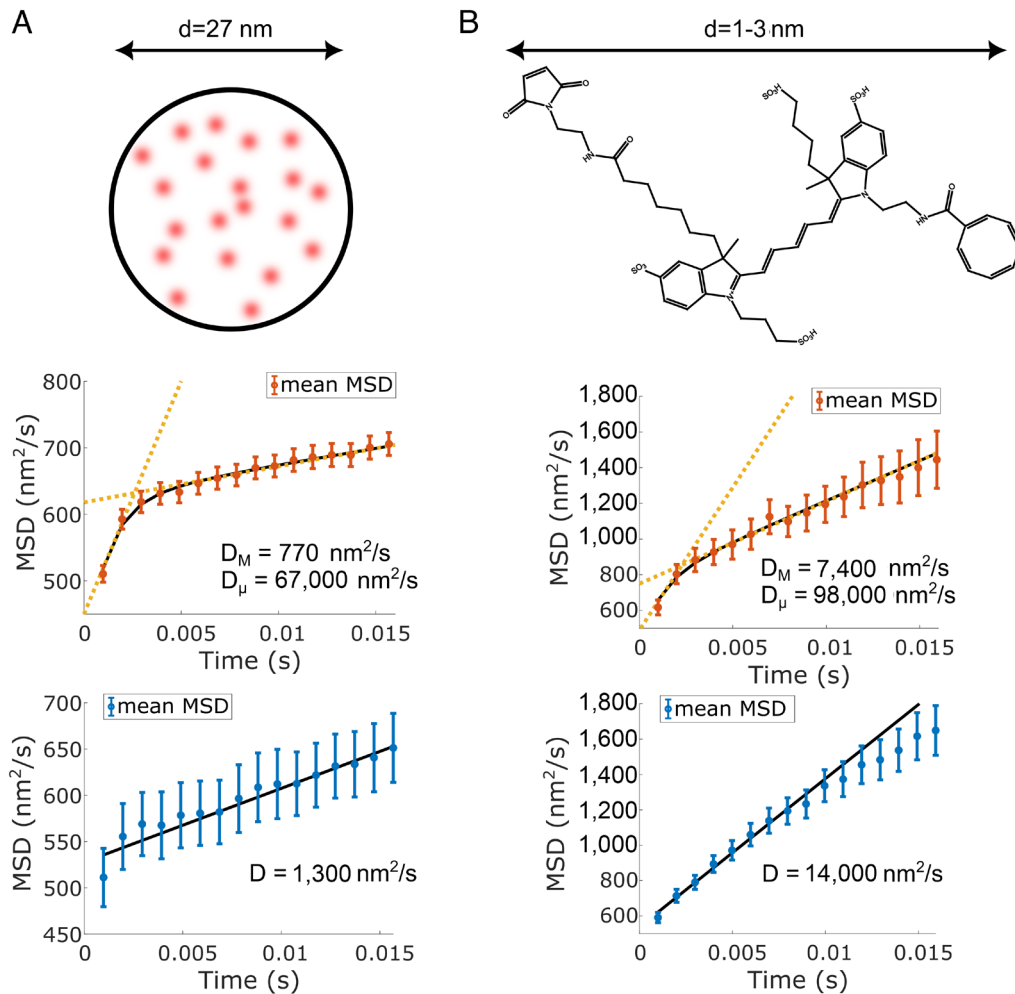 A
d=27 nm
B
d=1-3 nm
O
N
O
HN
O
SO₃H
SO₃H
N
HN
O
SO₃
N⁺
SO₃H
800
700
600
500
MSD (nm²/s)
mean MSD
D_M = 770 nm²/s
D_μ = 67,000 nm²/s
0
0.005
0.01
0.015
Time (s)
1,800
1,600
1,400
1,200
1,000
800
600
MSD (nm²/s)
mean MSD
D_M = 7,400 nm²/s
D_μ = 98,000 nm²/s
0
0.005
0.01
0.015
Time (s)
700
650
600
550
500
450
MSD (nm²/s)
mean MSD
D = 1,300 nm²/s
0
0.005
0.01
0.015
Time (s)
1,800
1,600
1,400
1,200
1,000
800
600
MSD (nm²/s)
mean MSD
D = 14,000 nm²/s
0
0.005
0.01
0.015
Time (s)